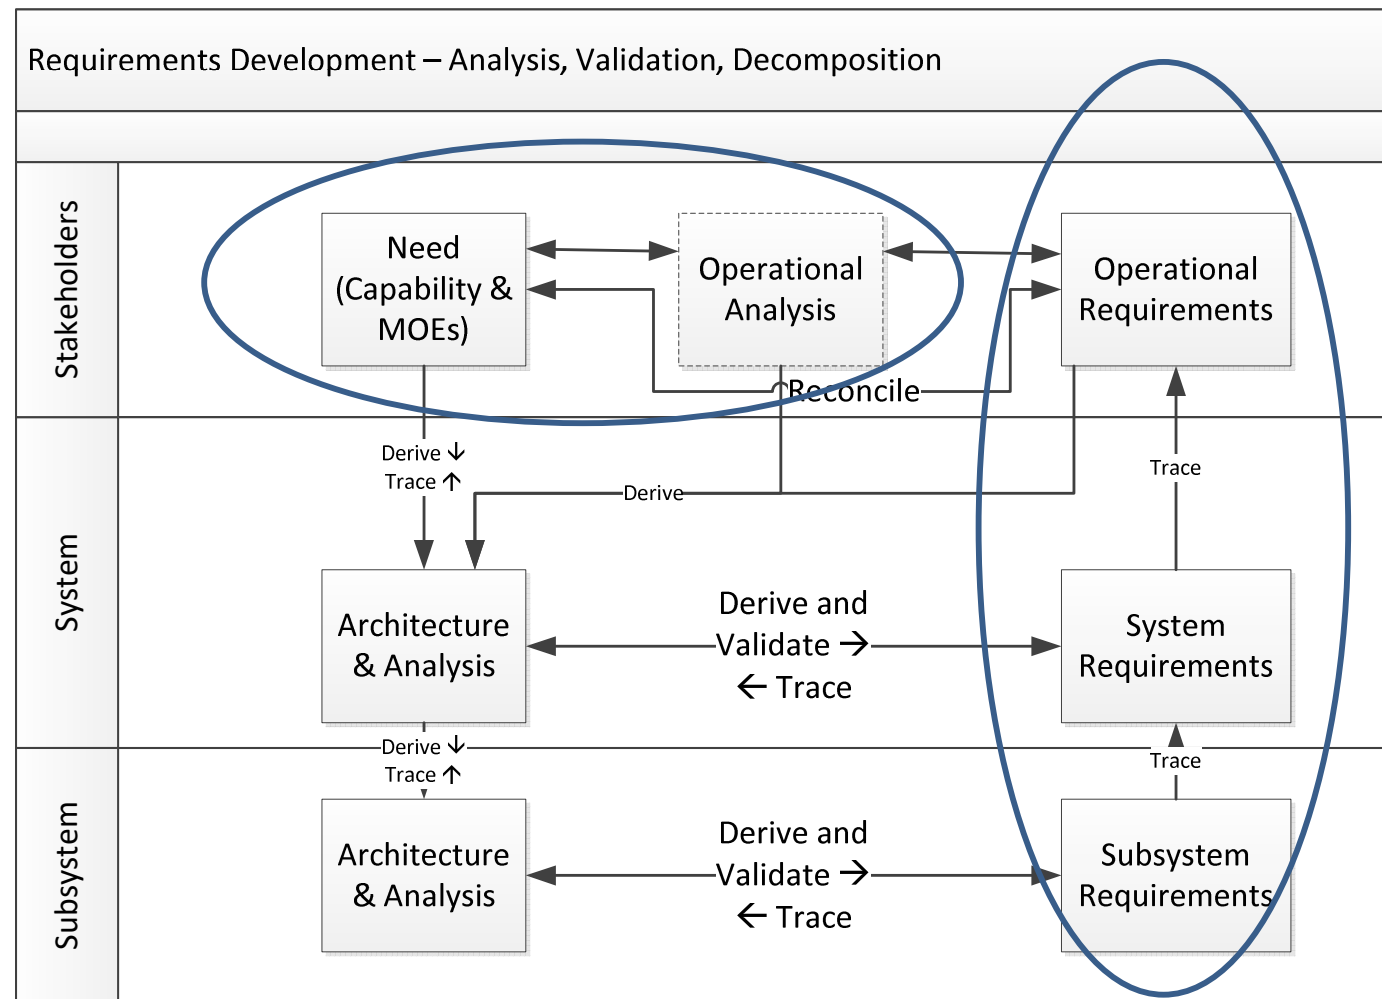 Requirements Development – Analysis, Validation, Decomposition
Stakeholders
Need
(Capability &
MOEs)
Operational
Analysis
Operational
Requirements
Reconcile
Derive ↓
Trace ↑
Derive
Trace
System
Architecture
& Analysis
Derive and
Validate →
← Trace
System
Requirements
Derive ↓
Trace ↑
Trace
Subsystem
Architecture
& Analysis
Derive and
Validate →
← Trace
Subsystem
Requirements